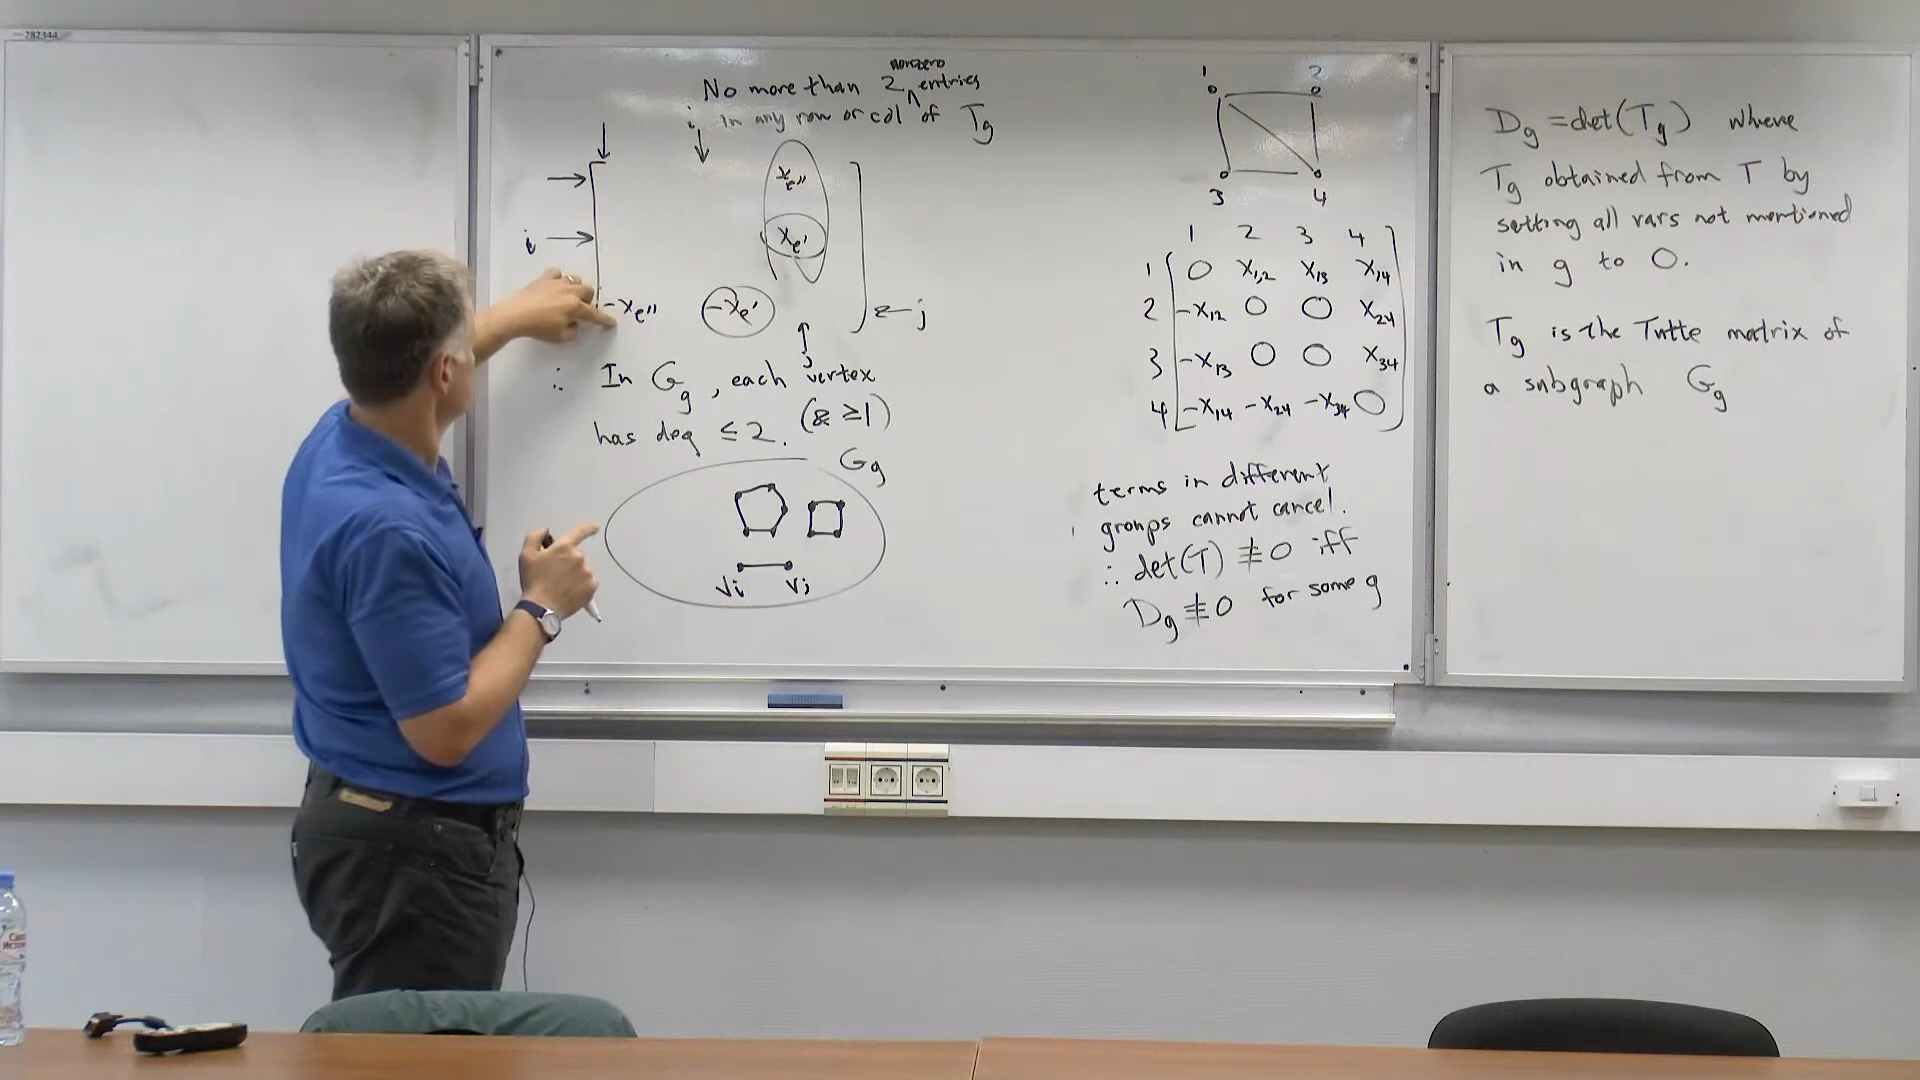 282344
nonzero
No more than 2 ^ entries
in any row or col of Tg
i
x_e''
i
x_e'
-x_e'' -x_e' ← j
j
∴ In Gg, each vertex
has deg ≤ 2. (& ≥1)
Gg
vi vj
1 2
3 4
1 2 3 4
1 0 x1,2 x13 x14
2 -x12 0 0 x24
3 -x13 0 0 x34
4 -x14 -x24 -x34 0
terms in different
groups cannot cancel.
∴ det(T) ≢ 0 iff
Dg ≢ 0 for some g
Dg = det(Tg) where
Tg obtained from T by
setting all vars not mentioned
in g to 0.
Tg is the Tutte matrix of
a subgraph Gg